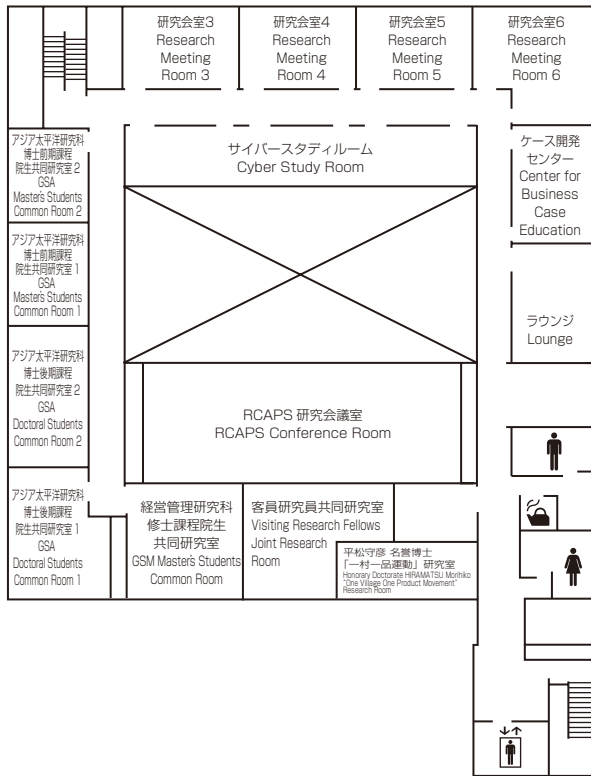 研究会室3
Research
Meeting
Room 3
研究会室4
Research
Meeting
Room 4
研究会室5
Research
Meeting
Room 5
研究会室6
Research
Meeting
Room 6
アジア太平洋研究科
博士前期課程
院生共同研究室 2
GSA
Master's Students
Common Room 2
サイバースタディルーム
Cyber Study Room
ケース開発
センター
Center for
Business
Case
Education
アジア太平洋研究科
博士前期課程
院生共同研究室 1
GSA
Master's Students
Common Room 1
ラウンジ
Lounge
アジア太平洋研究科
博士後期課程
院生共同研究室 2
GSA
Doctoral Students
Common Room 2
RCAPS 研究会議室
RCAPS Conference Room
アジア太平洋研究科
博士後期課程
院生共同研究室 1
GSA
Doctoral Students
Common Room 1
経営管理研究科
修士課程院生
共同研究室
GSM Master's Students
Common Room
客員研究員共同研究室
Visiting Research Fellows
Joint Research
Room
平松守彦 名誉博士
「一村一品運動」研究室
Honorary Doctorate HIRAMATSU Morihiko
"One Village One Product Movement"
Research Room